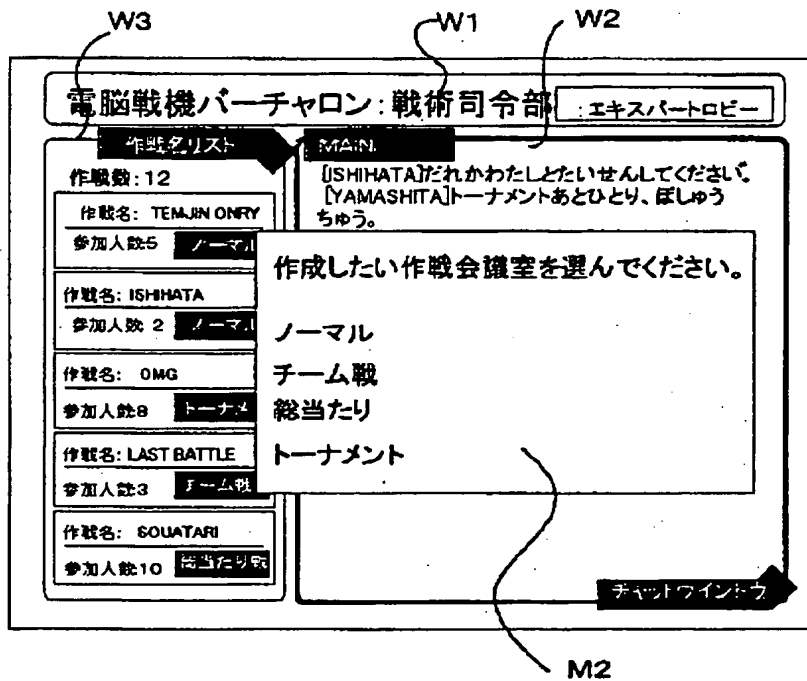 W3
W1
W2
電脳戦機バーチャロン:戦術司令部
:エキスパートロビー
作戦名リスト
作戦数:12
作戦名: TEMJIN ONRY
参加人数5 ノーマル
作戦名: ISHIHATA
参加人数 2 ノーマル
作戦名: OMG
参加人数8 トーナメ
作戦名: LAST BATTLE
参加人数3 チーム戦
作戦名: SOUATARI
参加人数10 総当たり戦
MAIN
[ISHIHATA]だれかわたしとたいせんしてください。
[YAMASHITA]トーナメントあとひとり、ぼしゅう
ちゅう。
作成したい作戦会議室を選んでください。
ノーマル
チーム戦
総当たり
トーナメント
チャットウインドウ
M2